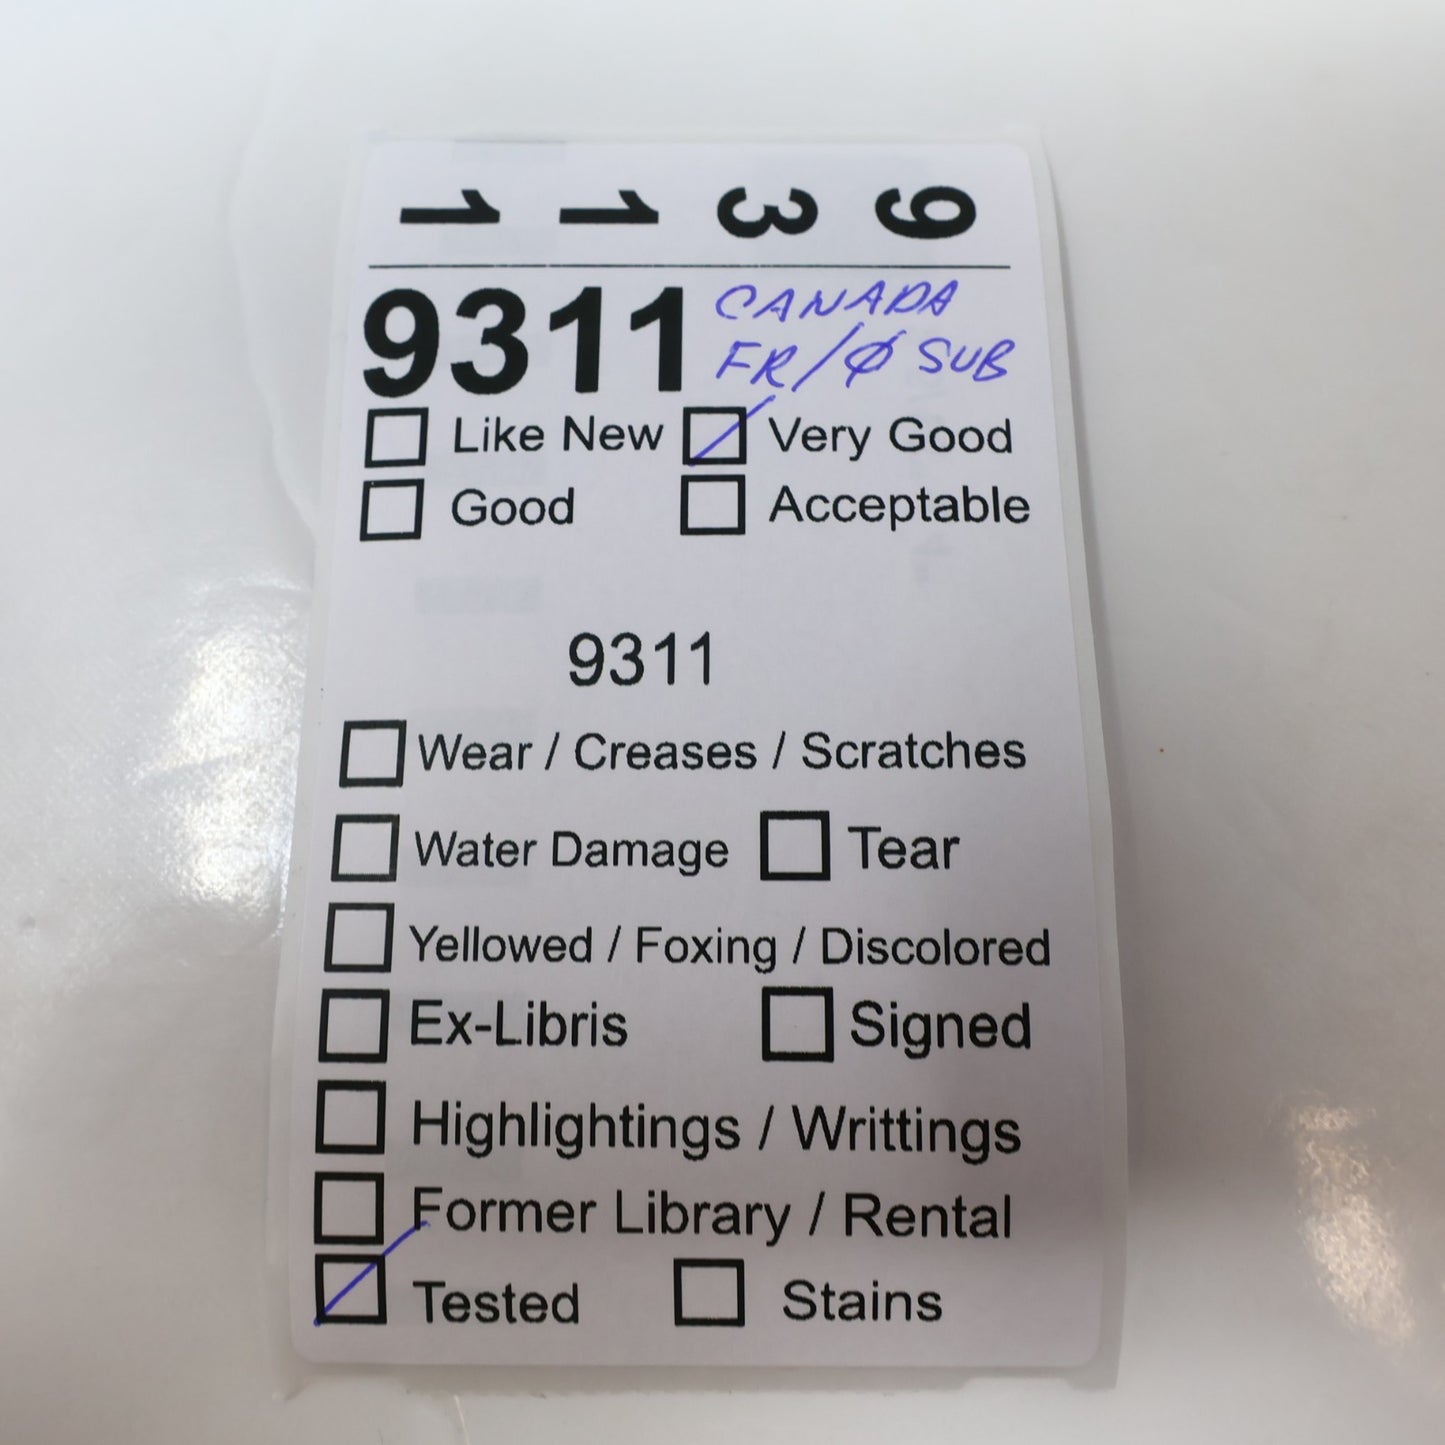 1 1 3 9
9311 CANADA
FR/Ø SUB
Like New Very Good
Good Acceptable
9311
Wear / Creases / Scratches
Water Damage Tear
Yellowed / Foxing / Discolored
Ex-Libris Signed
Highlightings / Writtings
Former Library / Rental
Tested Stains